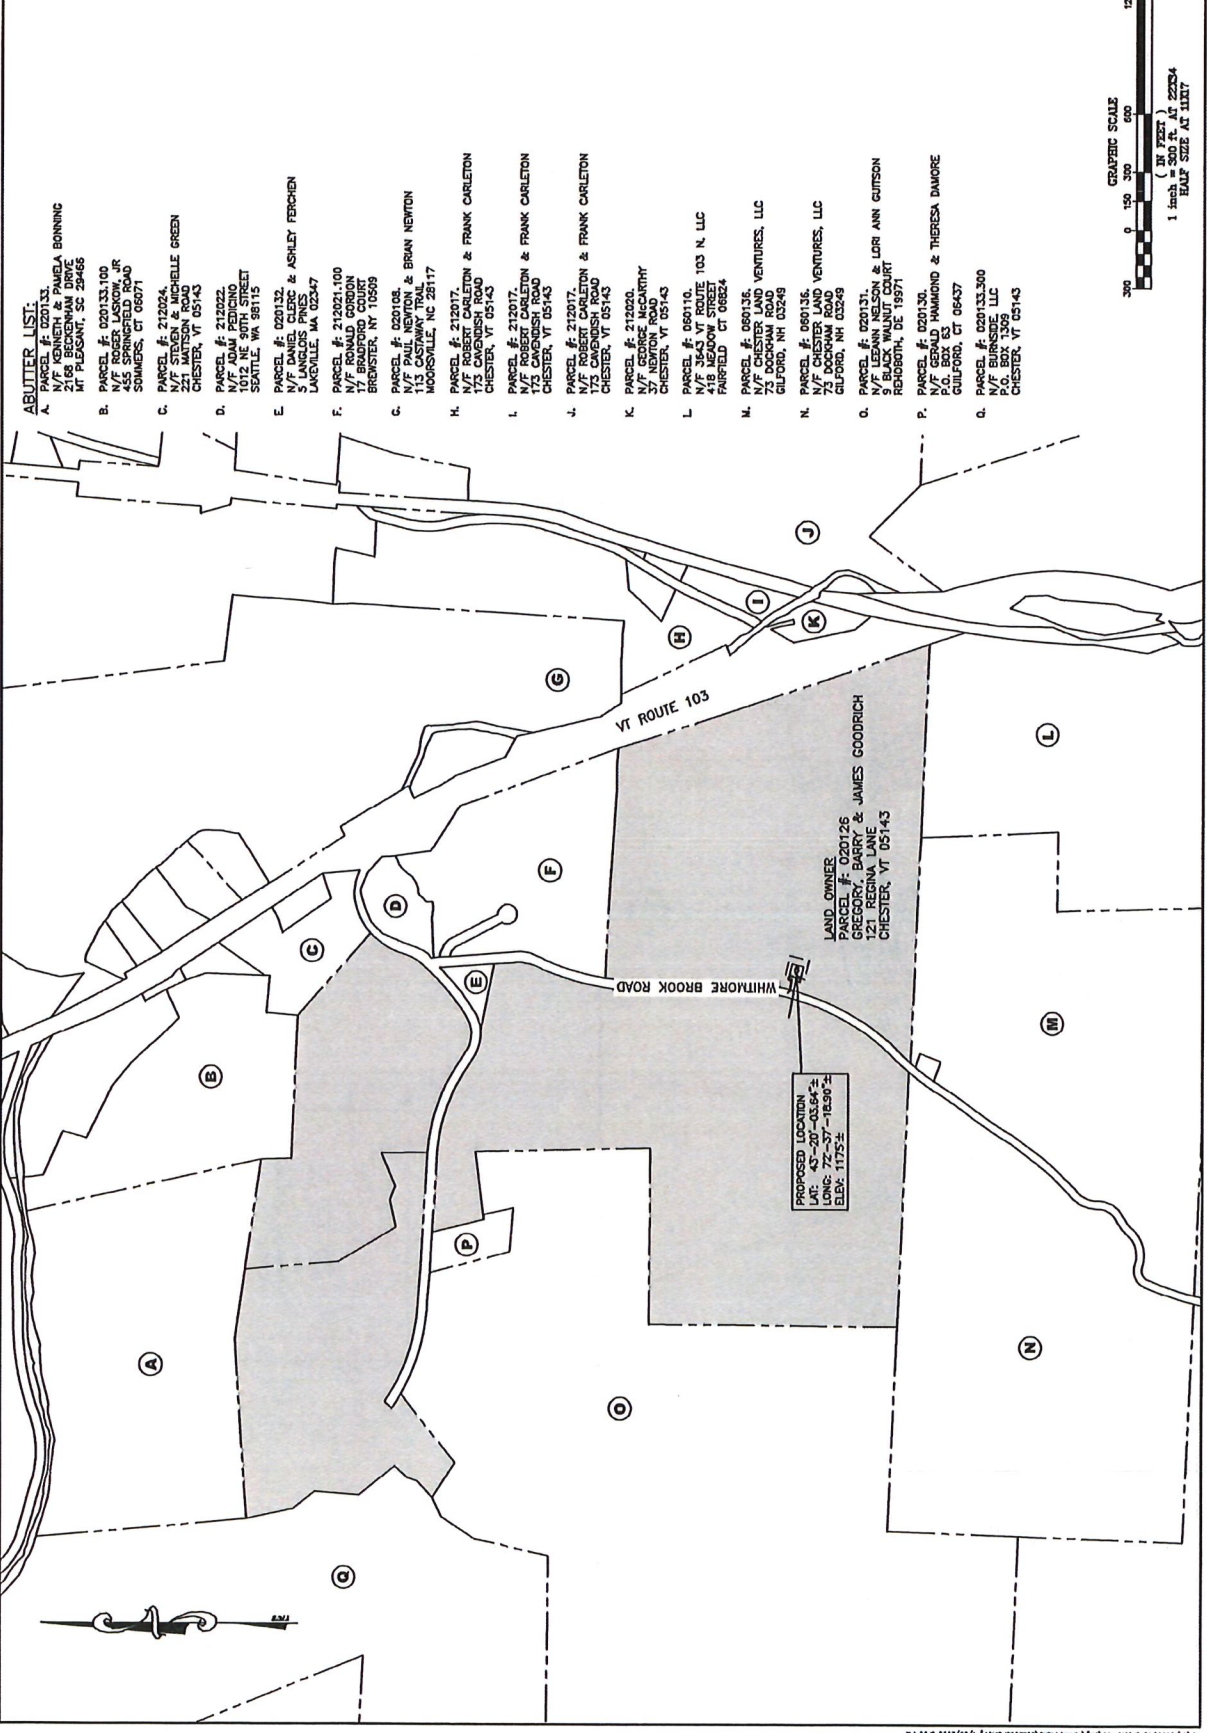 ABUTTER LIST:
A. PARCEL #: 020133.
N/F KENNETH & PAMELA BONNING
2168 BECKENHAM DRIVE
MT PLEASANT, SC 29466
B. PARCEL #: 020133.100
N/F ROGER LASKOW, JR
455 SPRINGFIELD ROAD
SOMMERS, CT 06071
C. PARCEL #: 212024.
N/F STEVEN & MICHELLE GREEN
221 MATTSON ROAD
CHESTER, VT 05143
D. PARCEL #: 212022.
N/F ADAM PEDICINO
1012 NE 90TH STREET
SEATTLE, WA 98115
E. PARCEL #: 020132.
N/F DANIEL CLERC & ASHLEY FERCHEN
5 LANGLOIS PINES
LAKEVILLE, MA 02347
F. PARCEL #: 212021.100
N/F RONALD GORDON
17 BRADFORD COURT
BREWSTER, NY 10509
G. PARCEL #: 020108.
N/F PAUL NEWTON & BRIAN NEWTON
113 CASTAWAY TRAIL
MOORSVILLE, NC 28117
H. PARCEL #: 212017.
N/F ROBERT CARLETON & FRANK CARLETON
173 CAVENDISH ROAD
CHESTER, VT 05143
I. PARCEL #: 212017.
N/F ROBERT CARLETON & FRANK CARLETON
173 CAVENDISH ROAD
CHESTER, VT 05143
J. PARCEL #: 212017.
N/F ROBERT CARLETON & FRANK CARLETON
173 CAVENDISH ROAD
CHESTER, VT 05143
K. PARCEL #: 212020.
N/F GEORGE McCARTHY
37 NEWTON ROAD
CHESTER, VT 05143
L. PARCEL #: 060110.
N/F 3643 VT ROUTE 103 N, LLC
418 MEADOW STREET
FAIRFIELD CT 06824
M. PARCEL #: 060136.
N/F CHESTER LAND VENTURES, LLC
73 DOCKHAM ROAD
GILFORD, NH 03249
N. PARCEL #: 060136.
N/F CHESTER LAND VENTURES, LLC
73 DOCKHAM ROAD
GILFORD, NH 03249
O. PARCEL #: 020131.
N/F LEEANN NELSON & LORI ANN GUITSON
9 BLACK WALNUT COURT
REHOBOTH, DE 19971
P. PARCEL #: 020130.
N/F GERALD HAMMOND & THERESA DAMORE
P.O. BOX 63
GUILFORD, CT 06437
Q. PARCEL #: 020133.300
N/F BURNSIDE LLC
P.O. BOX 1309
CHESTER, VT 05143
A
B
C
D
E
F
G
H
I
J
K
L
M
N
O
P
Q
VT ROUTE 103
WHITMORE BROOK ROAD
LAND OWNER
PARCEL #: 020126
GREGORY, BARRY & JAMES GOODRICH
121 REGINA LANE
CHESTER, VT 05143
PROPOSED LOCATION
LAT: 43°-20'-03.64"±
LONG: 72°-37'-18.90"±
ELEV: 1175'±
GRAPHIC SCALE
300 0 150 300 600
( IN FEET )
1 inch = 300 ft. AT 22X34
HALF SIZE AT 11X17